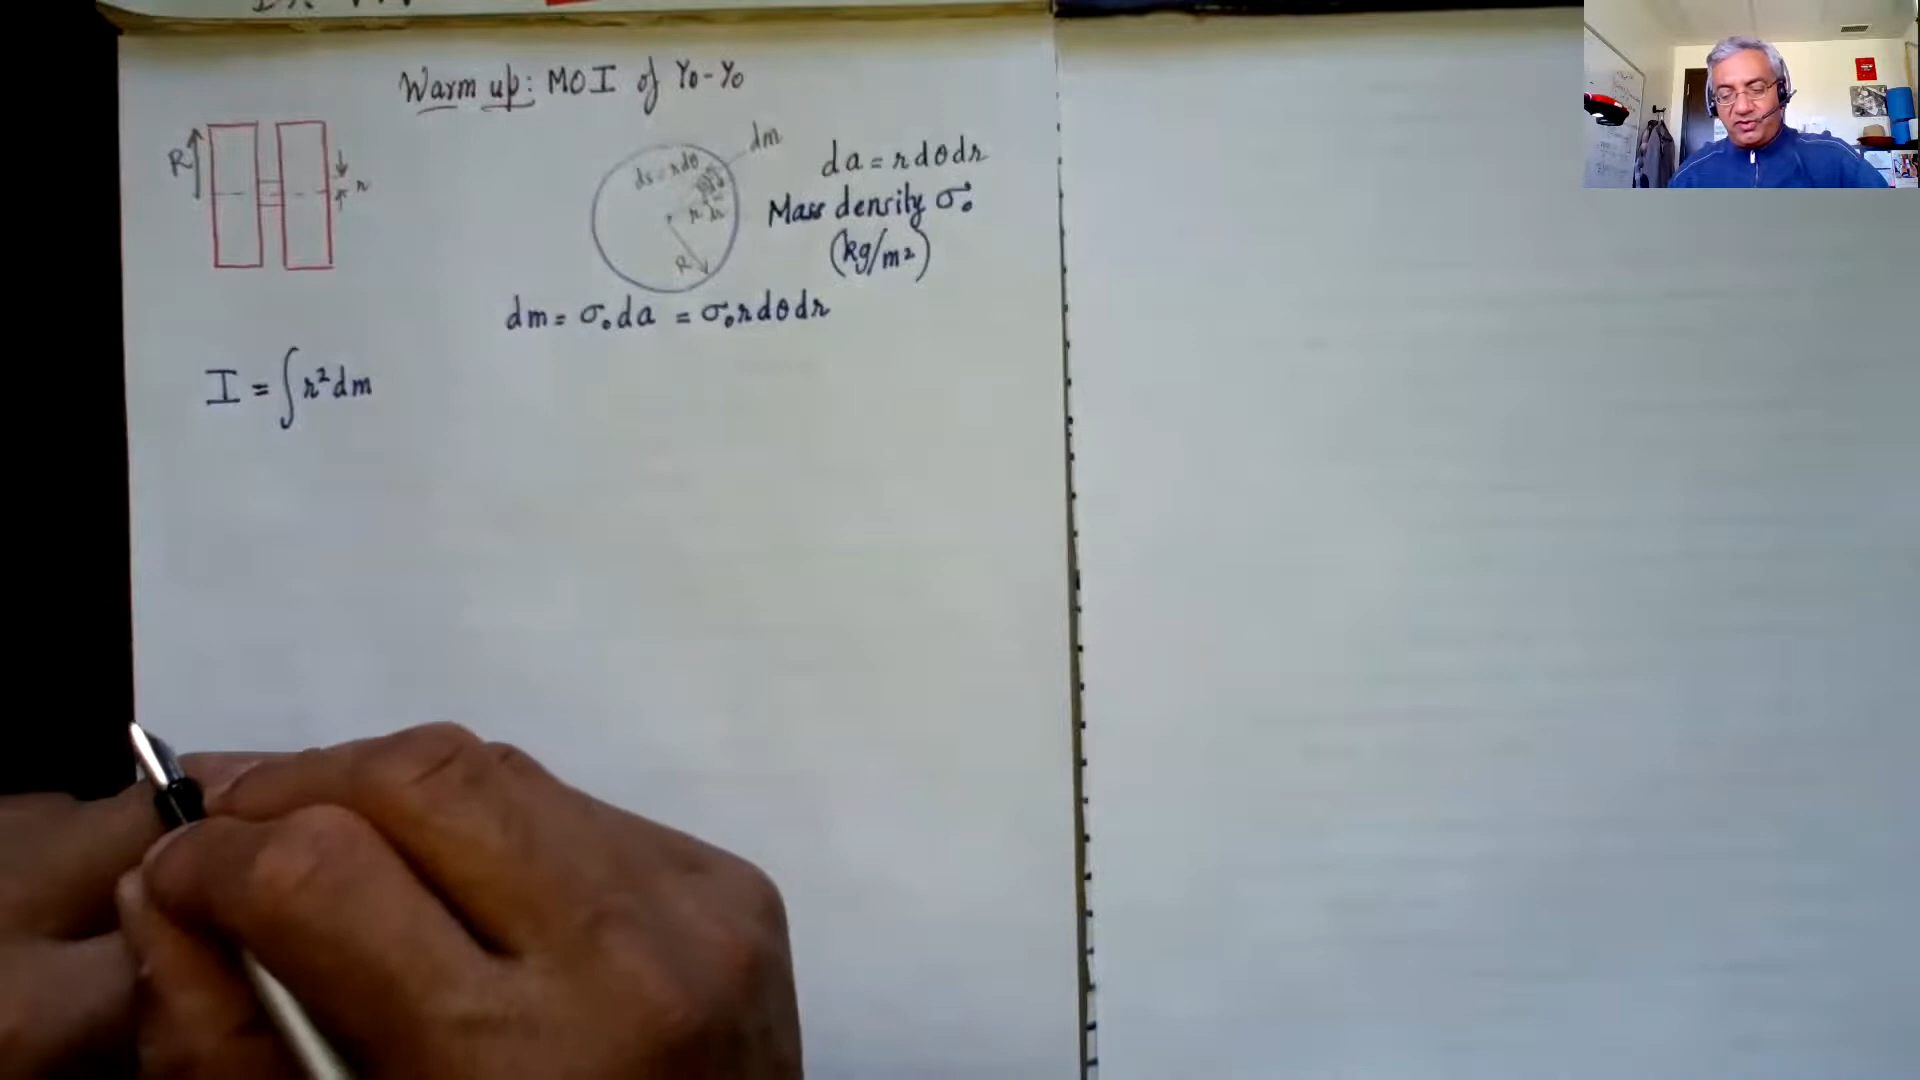 Warm up: MOI of Yo-Yo
R
r
ds = rdθ
dm
r
dr
R
da = rdθdr
Mass density σ₀
(kg/m²)
dm = σ₀da = σ₀rdθdr
I = ∫r²dm